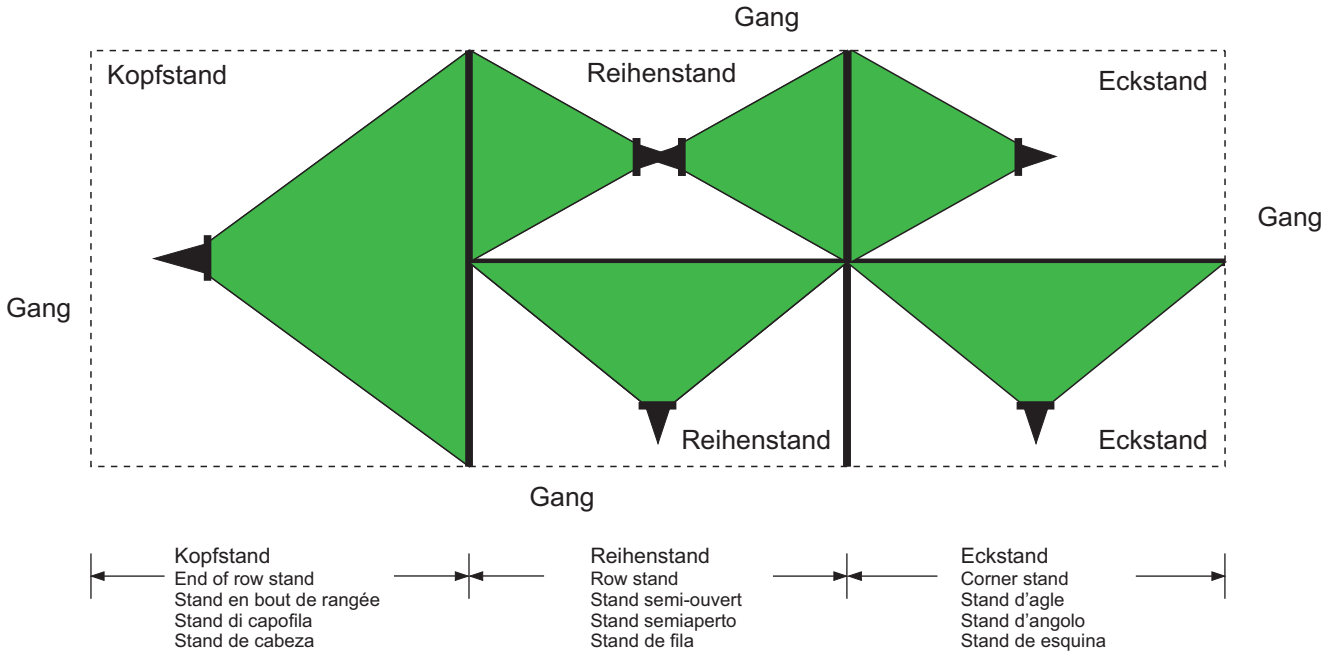 Gang
Kopfstand
Reihenstand
Eckstand
Gang
Gang
Reihenstand
Eckstand
Gang
Kopfstand
End of row stand
Stand en bout de rangée
Stand di capofila
Stand de cabeza
Reihenstand
Row stand
Stand semi-ouvert
Stand semiaperto
Stand de fila
Eckstand
Corner stand
Stand d'agle
Stand d'angolo
Stand de esquina